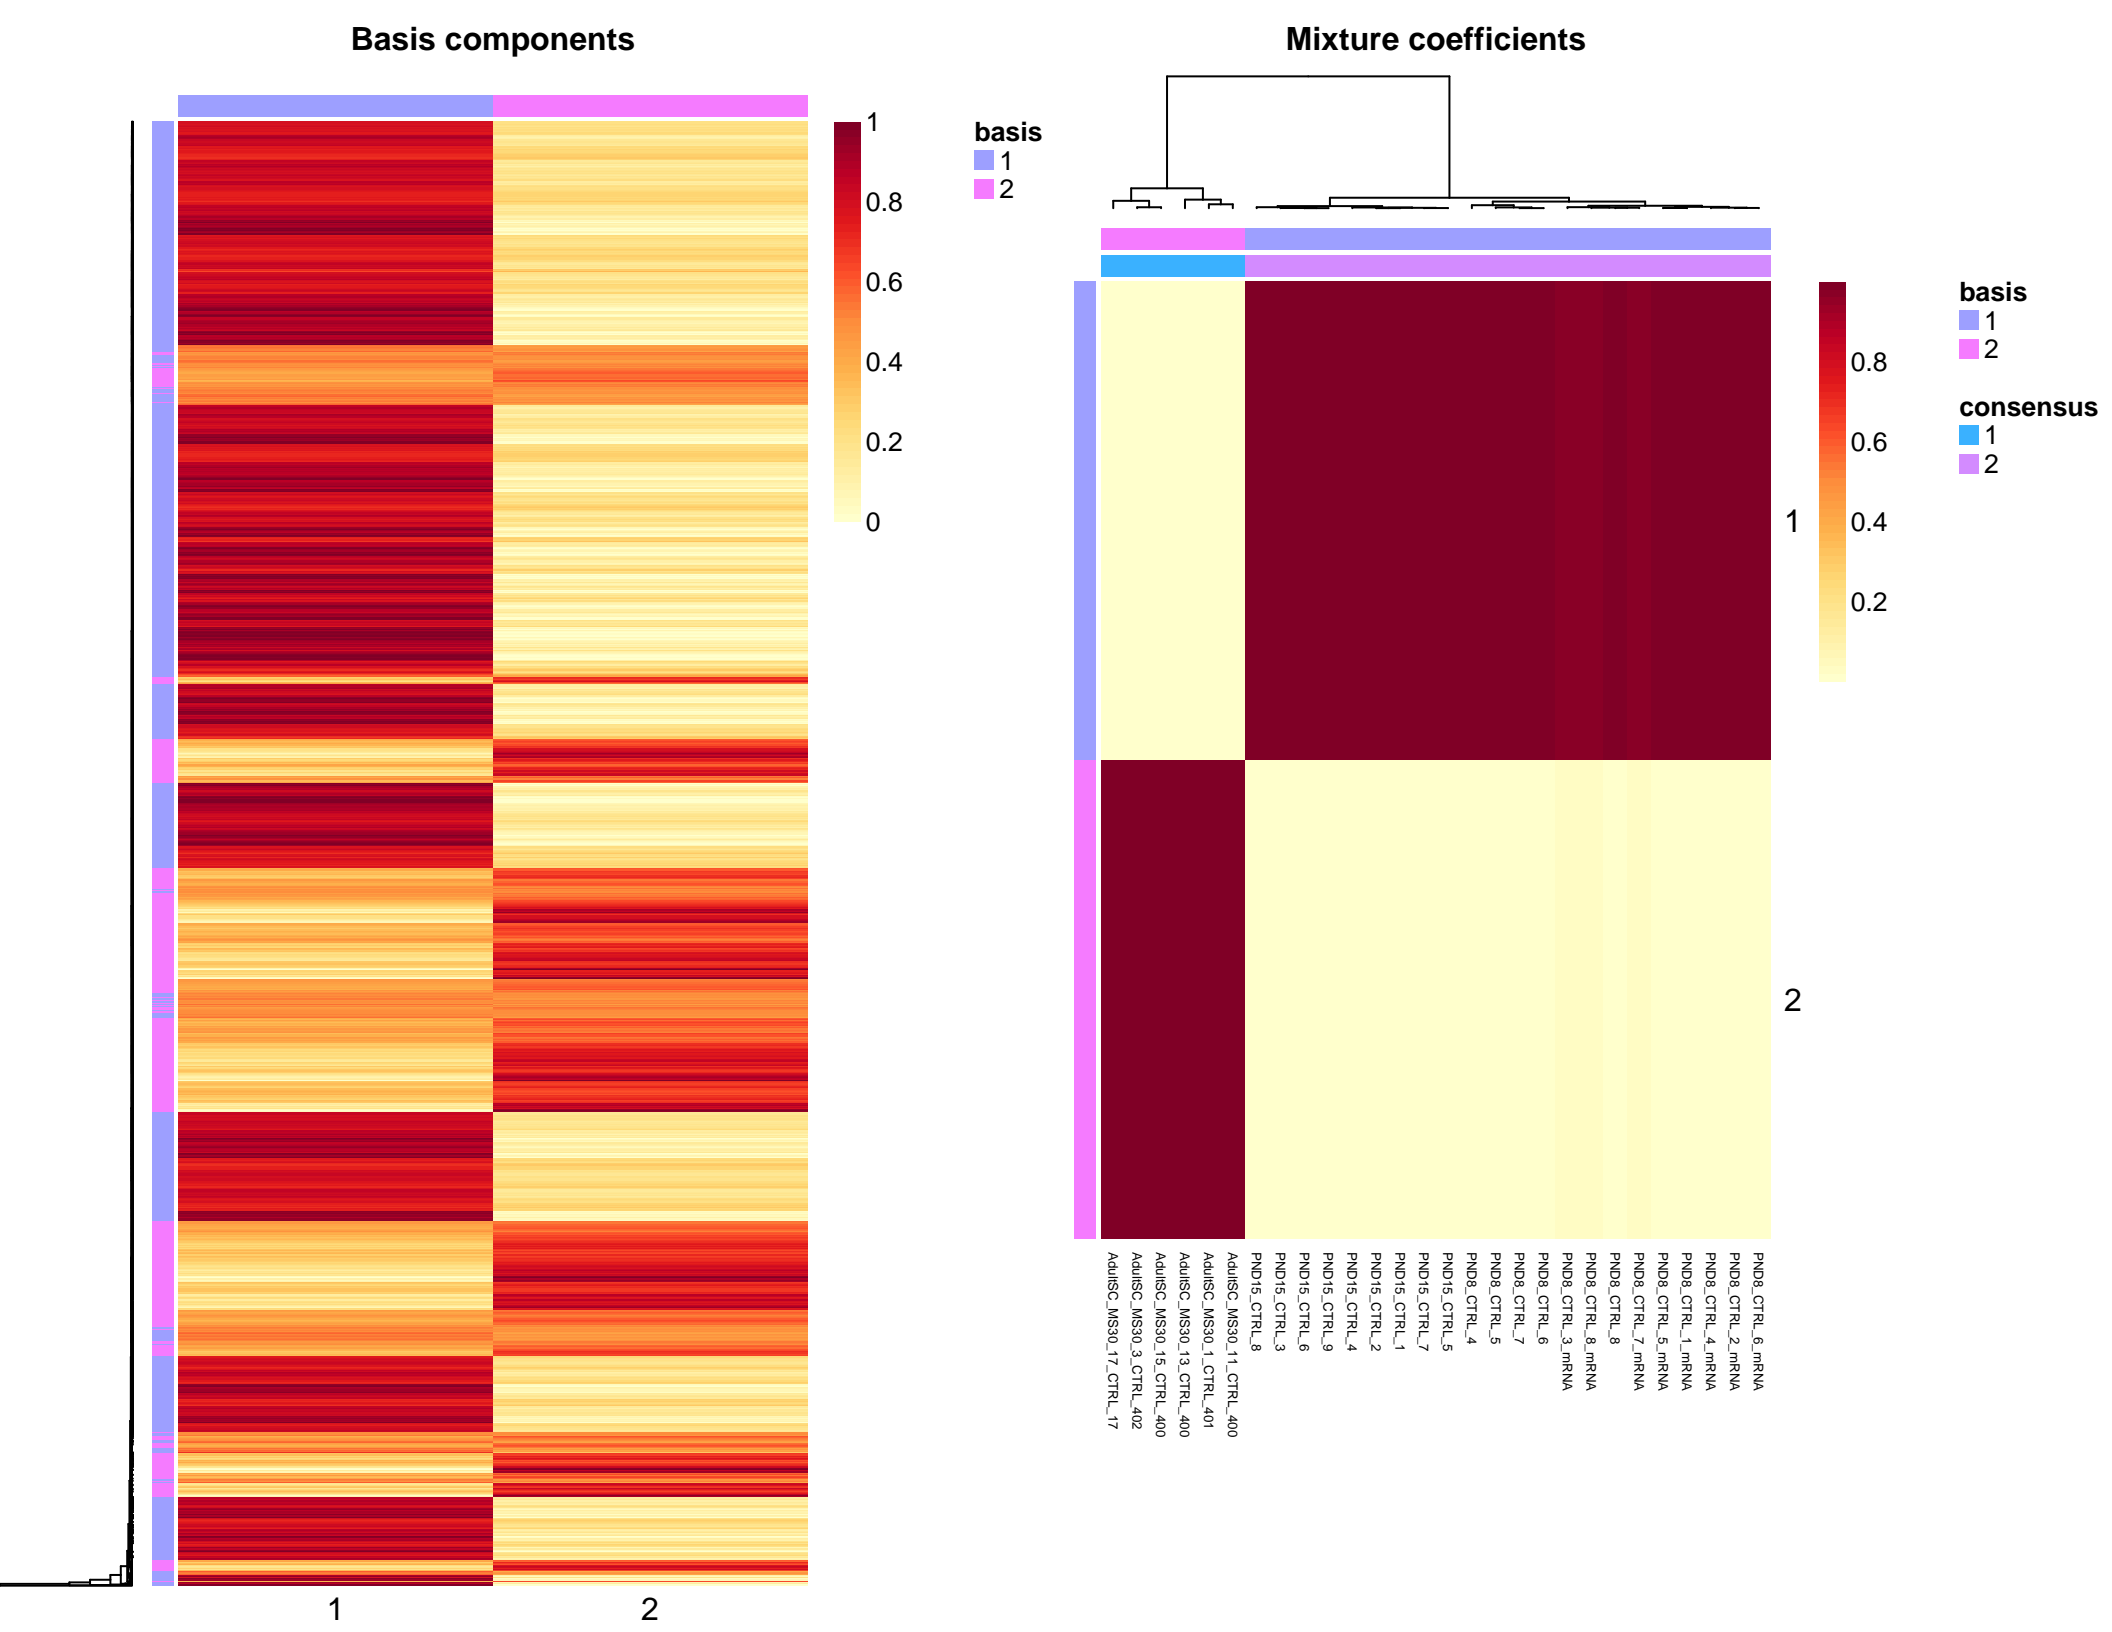 Basis components
1
0.8
0.6
0.4
0.2
0
basis
1
2
1
2
Mixture coefficients
1
2
0.8
0.6
0.4
0.2
basis
1
2
consensus
1
2
AdultSC_MS30_17_CTRL_17
AdultSC_MS30_3_CTRL_402
AdultSC_MS30_15_CTRL_400
AdultSC_MS30_13_CTRL_400
AdultSC_MS30_1_CTRL_401
AdultSC_MS30_11_CTRL_400
PND15_CTRL_8
PND15_CTRL_3
PND15_CTRL_6
PND15_CTRL_9
PND15_CTRL_4
PND15_CTRL_2
PND15_CTRL_1
PND15_CTRL_7
PND15_CTRL_5
PND8_CTRL_4
PND8_CTRL_5
PND8_CTRL_7
PND8_CTRL_6
PND8_CTRL_3_mRNA
PND8_CTRL_8_mRNA
PND8_CTRL_8
PND8_CTRL_7_mRNA
PND8_CTRL_5_mRNA
PND8_CTRL_1_mRNA
PND8_CTRL_4_mRNA
PND8_CTRL_2_mRNA
PND8_CTRL_6_mRNA